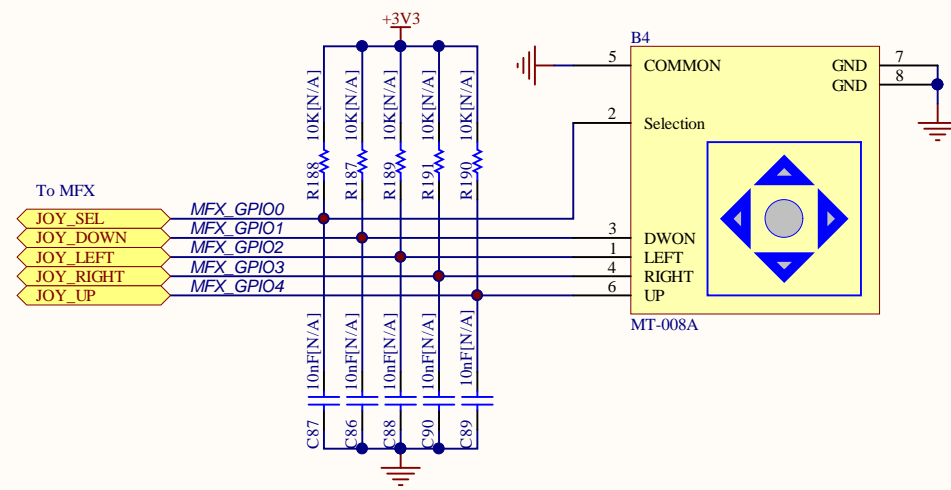 +3V3
B4
5
COMMON
GND
7
GND
8
2
Selection
10K[N/A]
10K[N/A]
10K[N/A]
10K[N/A]
10K[N/A]
R188
R187
R189
R191
R190
To MFX
JOY_SEL
MFX_GPIO0
JOY_DOWN
MFX_GPIO1
3
DWON
JOY_LEFT
MFX_GPIO2
1
LEFT
JOY_RIGHT
MFX_GPIO3
4
RIGHT
JOY_UP
MFX_GPIO4
6
UP
MT-008A
10nF[N/A]
10nF[N/A]
10nF[N/A]
10nF[N/A]
10nF[N/A]
C87
C86
C88
C90
C89